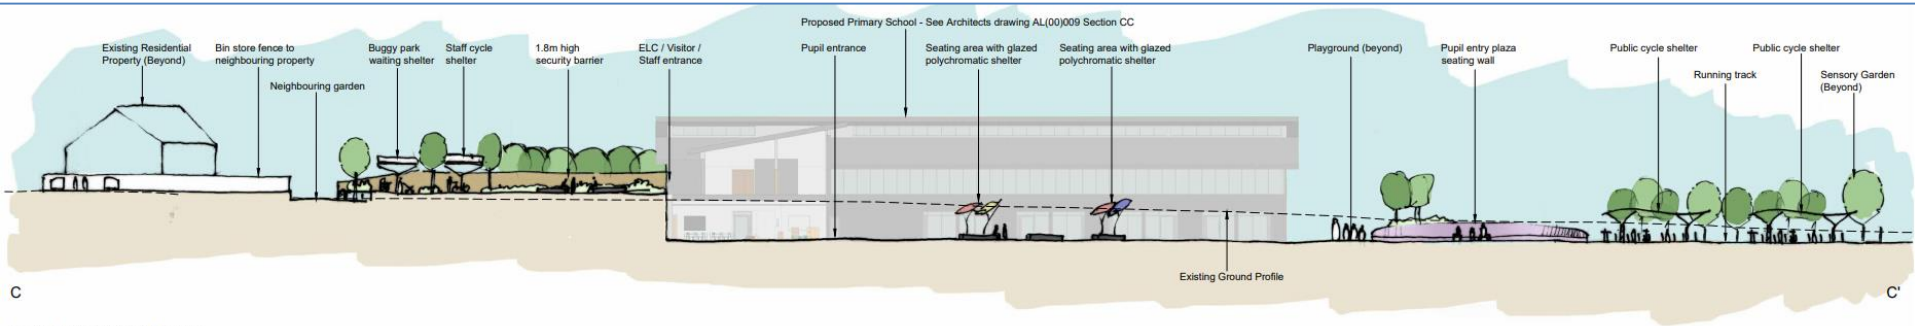 Proposed Primary School - See Architects drawing AL(00)009 Section CC
Existing Residential
Property (Beyond)
Bin store fence to
neighbouring property
Neighbouring garden
Buggy park
waiting shelter
Staff cycle
shelter
1.8m high
security barrier
ELC / Visitor /
Staff entrance
Pupil entrance
Seating area with glazed
polychromatic shelter
Seating area with glazed
polychromatic shelter
Playground (beyond)
Pupil entry plaza
seating wall
Public cycle shelter
Running track
Public cycle shelter
Sensory Garden
(Beyond)
Existing Ground Profile
C
C'